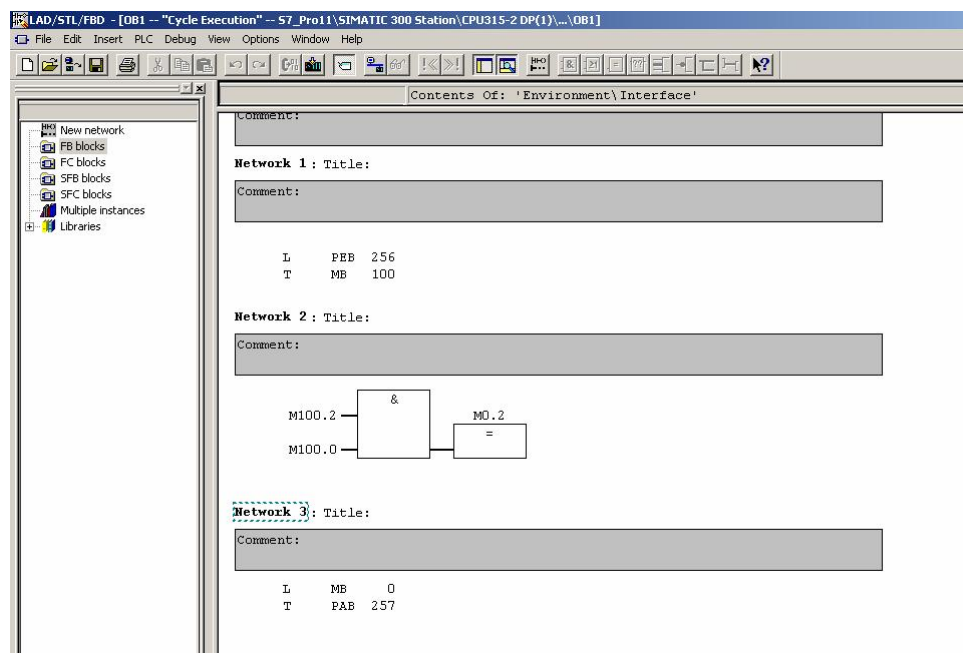 LAD/STL/FBD - [OB1 -- "Cycle Execution" -- S7_Pro11\SIMATIC 300 Station\CPU315-2 DP(1)\...\OB1]
File Edit Insert PLC Debug View Options Window Help
Contents Of: 'Environment\Interface'
New network
FB blocks
FC blocks
SFB blocks
SFC blocks
Multiple instances
Libraries
Comment:
Network 1 : Title:
Comment:
L PEB 256
T MB 100
Network 2 : Title:
Comment:
&
M100.2
M0.2
=
M100.0
Network 3 : Title:
Comment:
L MB 0
T PAB 257